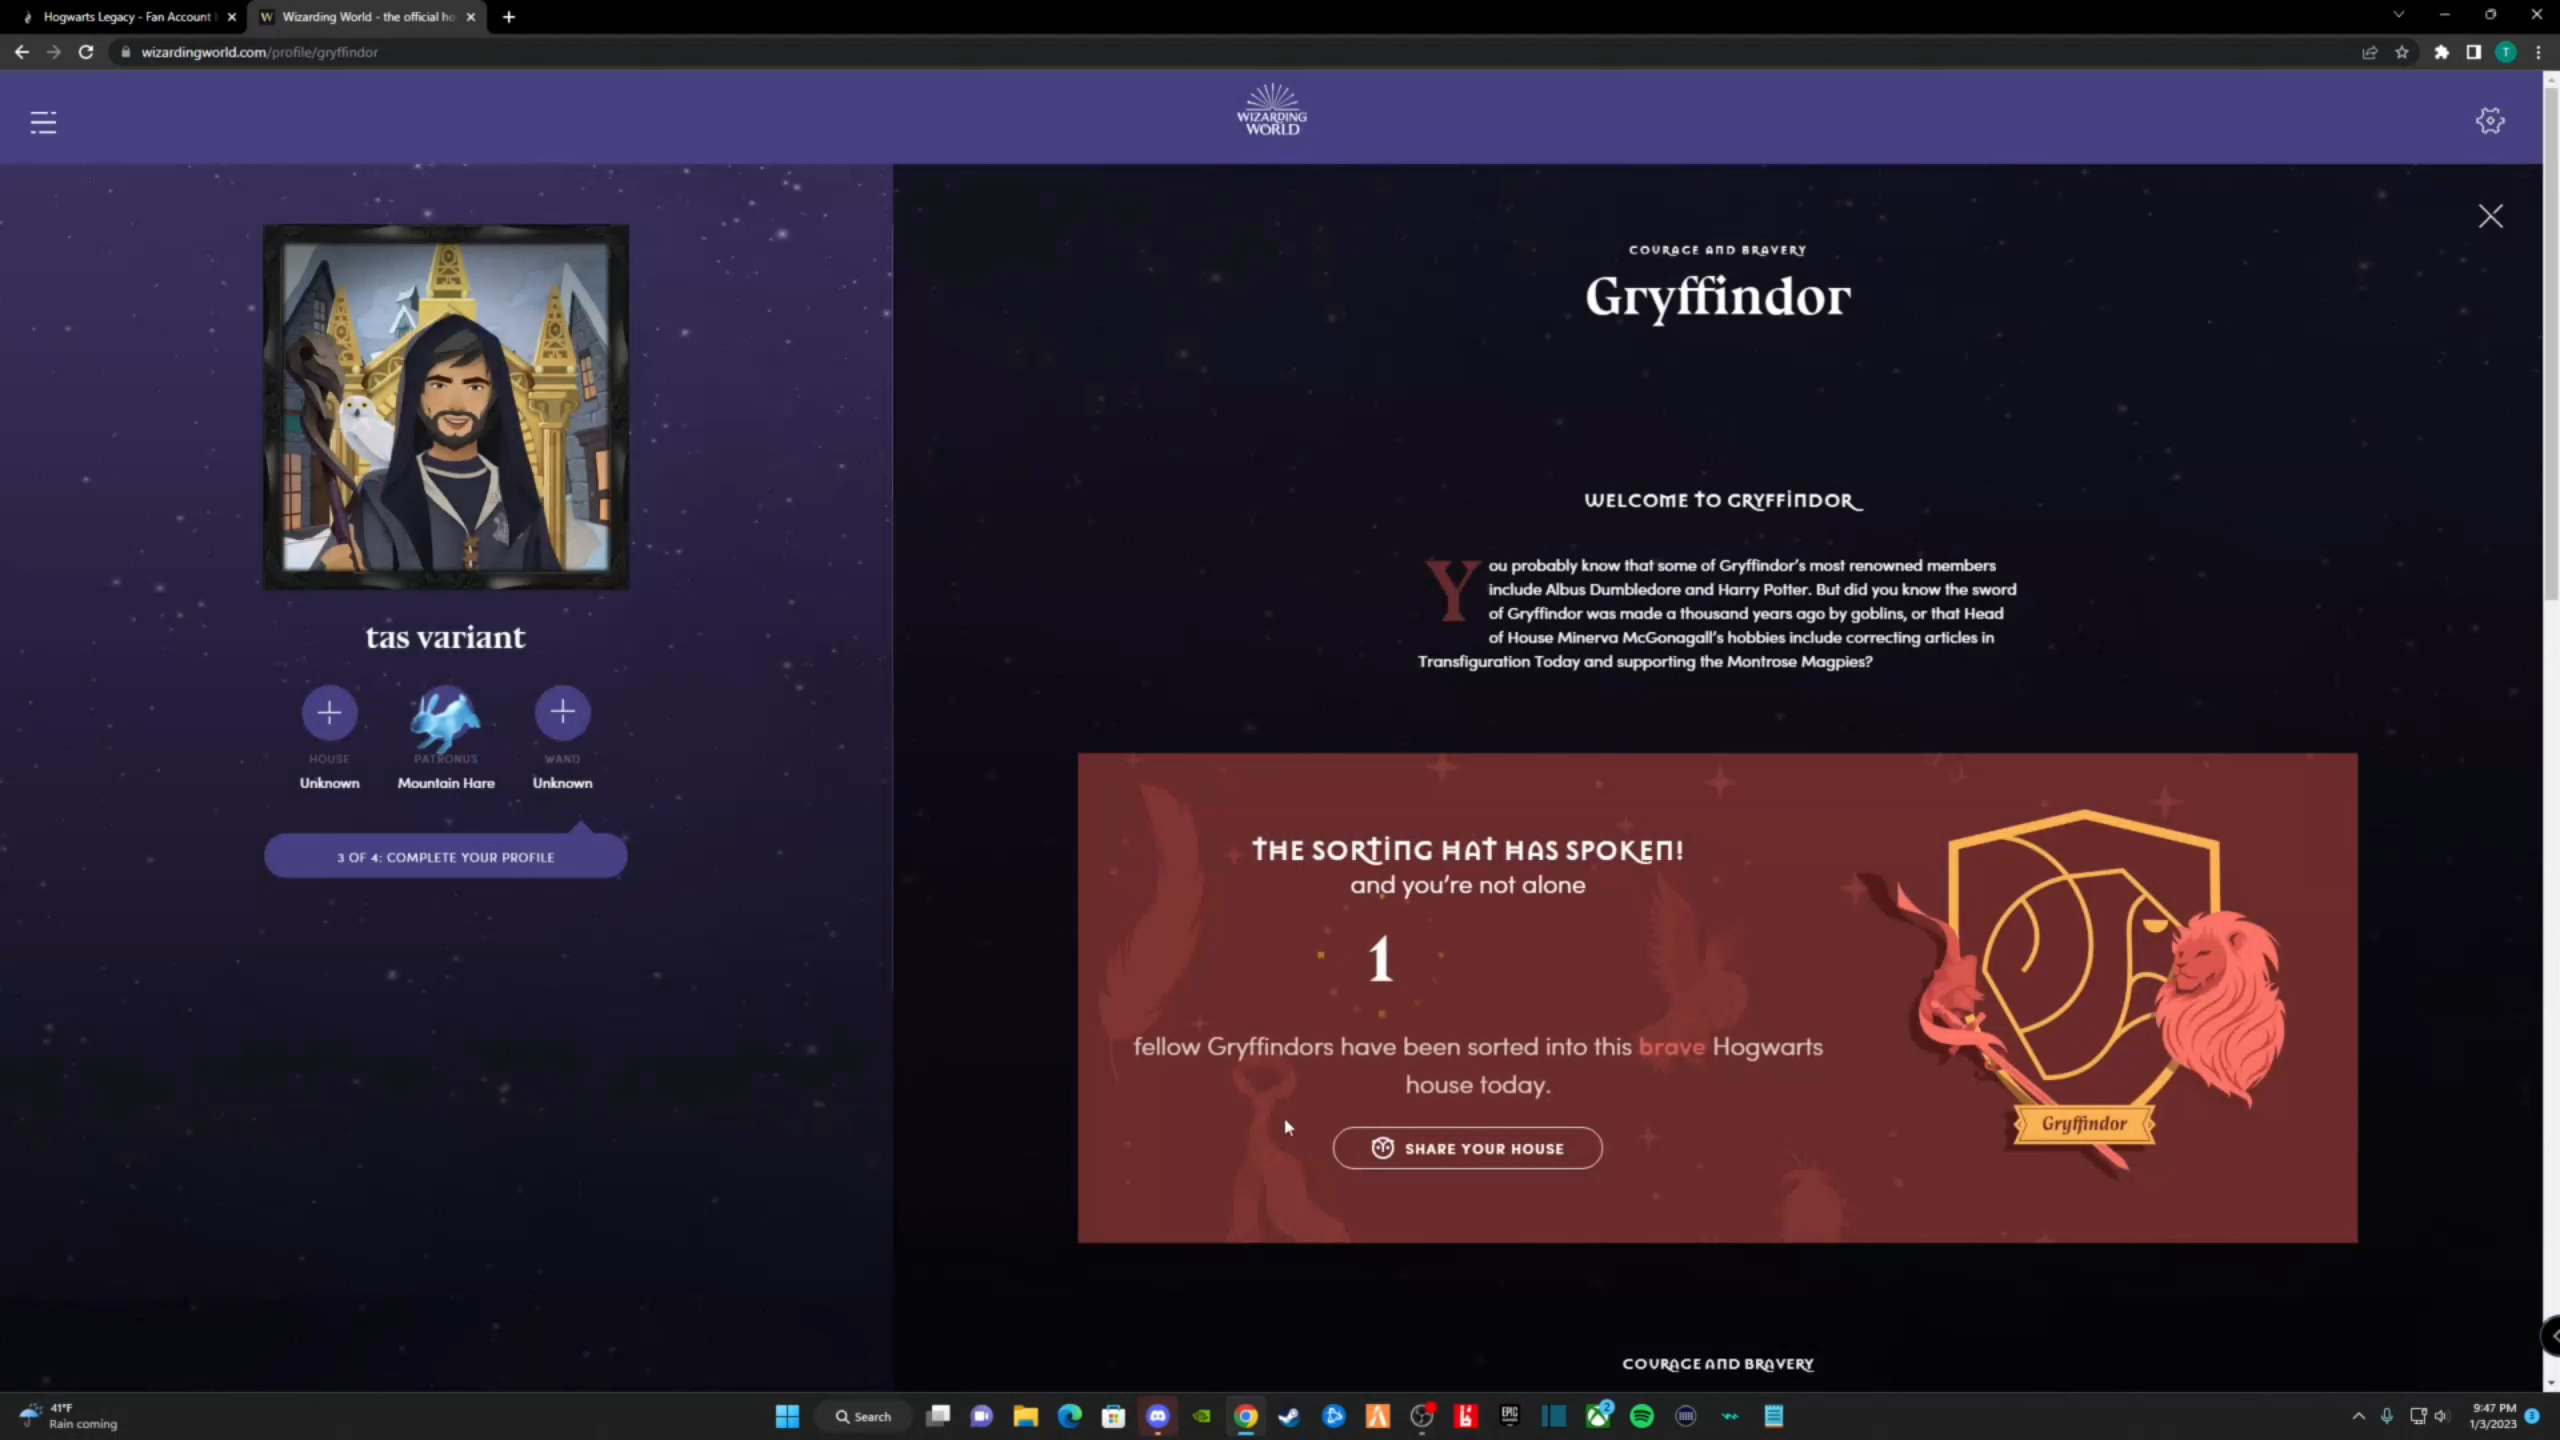 Hogwarts Legacy - Fan Account
Wizarding World - the official ho
wizardingworld.com/profile/gryffindor
WIZARDING
WORLD
COURAGE AND BRAVERY
Gryffindor
WELCOME TO GRYFFINDOR
You probably know that some of Gryffindor's most renowned members
include Albus Dumbledore and Harry Potter. But did you know the sword
of Gryffindor was made a thousand years ago by goblins, or that Head
of House Minerva McGonagall's hobbies include correcting articles in
Transfiguration Today and supporting the Montrose Magpies?
tas variant
HOUSE
Unknown
PATRONUS
Mountain Hare
WAND
Unknown
3 OF 4: COMPLETE YOUR PROFILE
THE SORTING HAT HAS SPOKEN!
and you're not alone
1
fellow Gryffindors have been sorted into this brave Hogwarts
house today.
SHARE YOUR HOUSE
Gryffindor
COURAGE AND BRAVERY
41°F
Rain coming
Search
EPIC
2
9:47 PM
1/3/2023
3